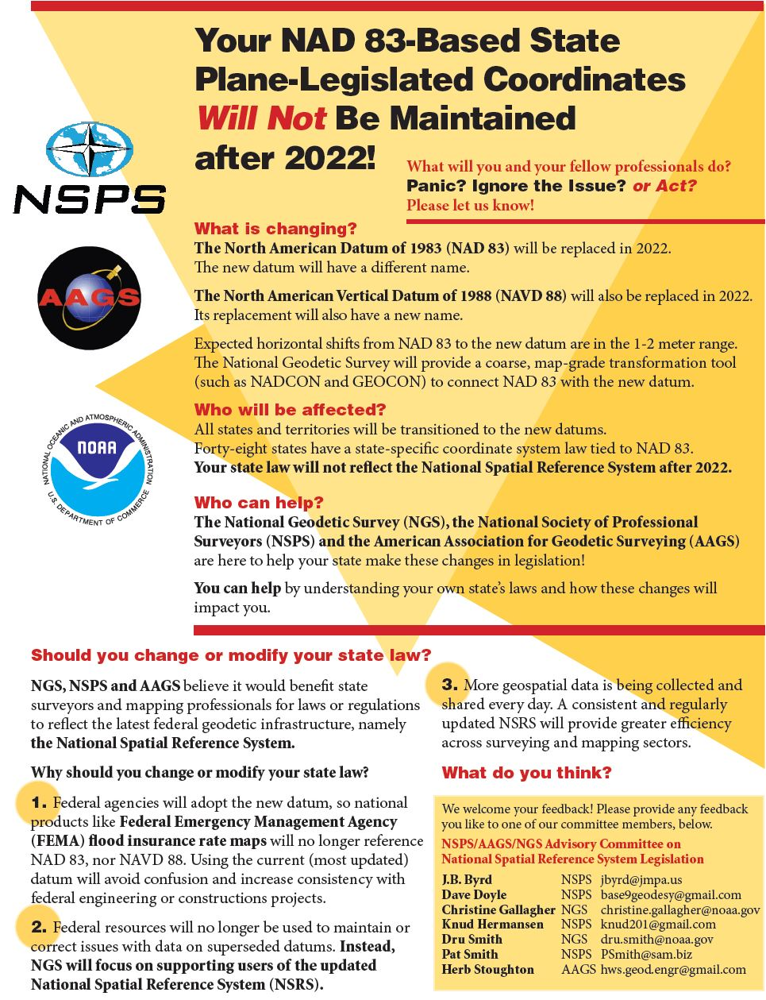 Your NAD 83-Based State
Plane-Legislated Coordinates
Will Not Be Maintained
after 2022!
What will you and your fellow professionals do?
Panic? Ignore the Issue? or Act?
Please let us know!
NSPS
AAGS
NATIONAL OCEANIC AND ATMOSPHERIC ADMINISTRATION
NOAA
U.S. DEPARTMENT OF COMMERCE
What is changing?
The North American Datum of 1983 (NAD 83) will be replaced in 2022.
The new datum will have a different name.
The North American Vertical Datum of 1988 (NAVD 88) will also be replaced in 2022.
Its replacement will also have a new name.
Expected horizontal shifts from NAD 83 to the new datum are in the 1-2 meter range.
The National Geodetic Survey will provide a coarse, map-grade transformation tool
(such as NADCON and GEOCON) to connect NAD 83 with the new datum.
Who will be affected?
All states and territories will be transitioned to the new datums.
Forty-eight states have a state-specific coordinate system law tied to NAD 83.
Your state law will not reflect the National Spatial Reference System after 2022.
Who can help?
The National Geodetic Survey (NGS), the National Society of Professional
Surveyors (NSPS) and the American Association for Geodetic Surveying (AAGS)
are here to help your state make these changes in legislation!
You can help by understanding your own state's laws and how these changes will
impact you.
Should you change or modify your state law?
NGS, NSPS and AAGS believe it would benefit state
surveyors and mapping professionals for laws or regulations
to reflect the latest federal geodetic infrastructure, namely
the National Spatial Reference System.
Why should you change or modify your state law?
1. Federal agencies will adopt the new datum, so national
products like Federal Emergency Management Agency
(FEMA) flood insurance rate maps will no longer reference
NAD 83, nor NAVD 88. Using the current (most updated)
datum will avoid confusion and increase consistency with
federal engineering or constructions projects.
2. Federal resources will no longer be used to maintain or
correct issues with data on superseded datums. Instead,
NGS will focus on supporting users of the updated
National Spatial Reference System (NSRS).
3. More geospatial data is being collected and
shared every day. A consistent and regularly
updated NSRS will provide greater efficiency
across surveying and mapping sectors.
What do you think?
We welcome your feedback! Please provide any feedback
you like to one of our committee members, below.
NSPS/AAGS/NGS Advisory Committee on
National Spatial Reference System Legislation
J.B. Byrd NSPS jbyrd@jmpa.us
Dave Doyle NSPS base9geodesy@gmail.com
Christine Gallagher NGS christine.gallagher@noaa.gov
Knud Hermansen NSPS knud201@gmail.com
Dru Smith NGS dru.smith@noaa.gov
Pat Smith NSPS PSmith@sam.biz
Herb Stoughton AAGS hws.geod.engr@gmail.com